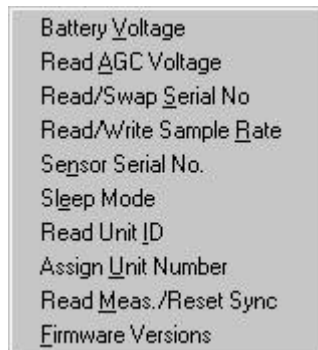 Battery Voltage
Read AGC Voltage
Read/Swap Serial No
Read/Write Sample Rate
Sensor Serial No.
Sleep Mode
Read Unit ID
Assign Unit Number
Read Meas./Reset Sync
Firmware Versions